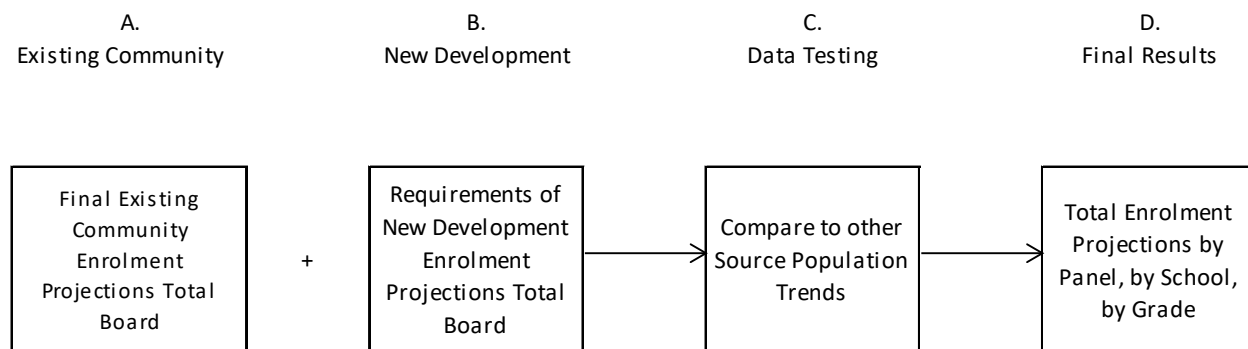 A.
Existing Community
B.
New Development
C.
Data Testing
D.
Final Results
Final Existing
Community
Enrolment
Projections Total
Board
+
Requirements of
New Development
Enrolment
Projections Total
Board
Compare to other
Source Population
Trends
Total Enrolment
Projections by
Panel, by School,
by Grade